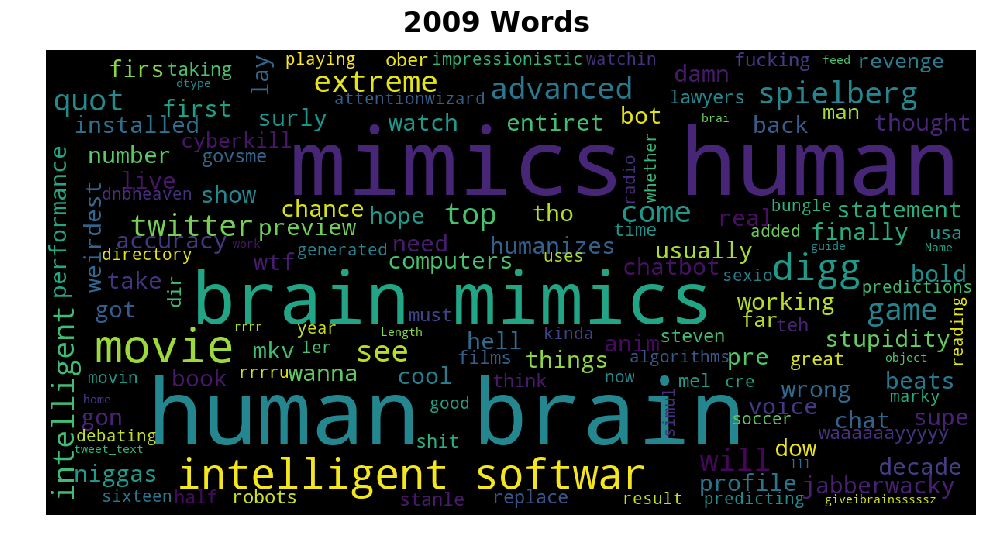 2009 Words
playing ober impressionistic watchin fucking feed revenge
first taking lay extreme damn
dtype attentionwizard advanced lawyers spielberg
quot first surly watch entiret bot brai back man thought
installed cyberkill
number govsme mimics human radio whether
live
dnbheaven show chance hope top tho come real bungle statement
twitter preview time added finally usa
weirdest accuracy work generated need humanizes usually guide Name
directory wtf computers uses chatbot sexio digg bold
intelligent performance take dir predictions
got brain mimics working game
must far teh
rrrr year Length kinda steven stupidity reading
movie mkv ler see hell films things anim algorithms pre great object
movin book rrrru wanna cool think now mel cre wrong beats
home good marky
gon human brain simul voice chat supe
debating shit soccer waaaaaayyyyy
tweet_text dow
niggas intelligent softwar will lll decade
profile jabberwacky
sixteen half robots stanle replace result predicting giveibrainsssssz